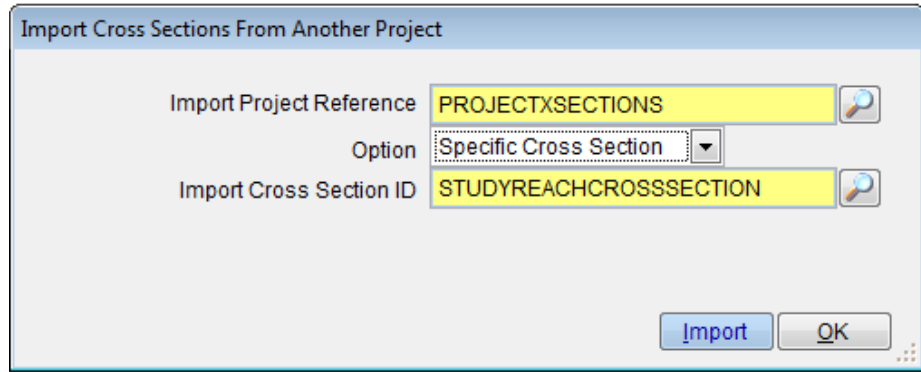 Import Cross Sections From Another Project
Import Project Reference PROJECTXSECTIONS
Option Specific Cross Section
Import Cross Section ID STUDYREACHCROSSSECTION
Import OK